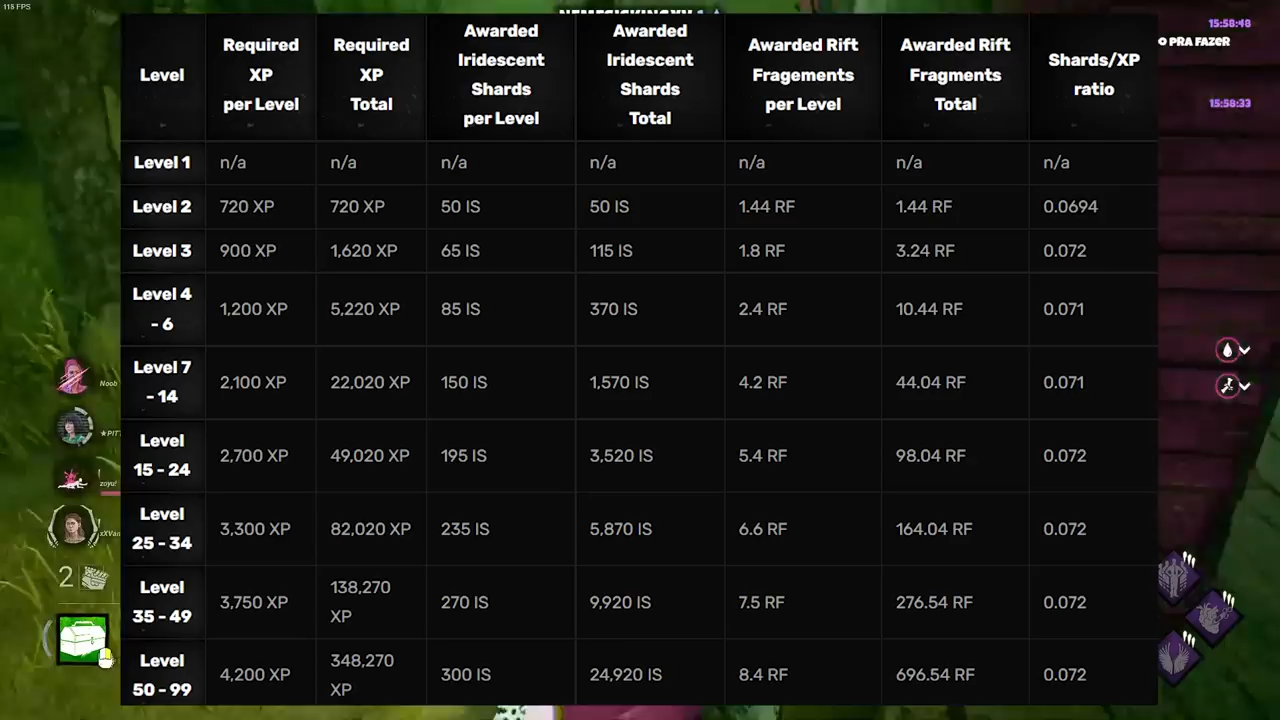 115 FPS
15:58:48
O PRA FAZER
15:58:33
Level
Required XP per Level
Required XP Total
Awarded Iridescent Shards per Level
Awarded Iridescent Shards Total
Awarded Rift Fragements per Level
Awarded Rift Fragments Total
Shards/XP ratio
Level 1 n/a n/a n/a n/a n/a n/a n/a
Level 2 720 XP 720 XP 50 IS 50 IS 1.44 RF 1.44 RF 0.0694
Level 3 900 XP 1,620 XP 65 IS 115 IS 1.8 RF 3.24 RF 0.072
Level 4 - 6 1,200 XP 5,220 XP 85 IS 370 IS 2.4 RF 10.44 RF 0.071
Level 7 - 14 2,100 XP 22,020 XP 150 IS 1,570 IS 4.2 RF 44.04 RF 0.071
Level 15 - 24 2,700 XP 49,020 XP 195 IS 3,520 IS 5.4 RF 98.04 RF 0.072
Level 25 - 34 3,300 XP 82,020 XP 235 IS 5,870 IS 6.6 RF 164.04 RF 0.072
Level 35 - 49 3,750 XP 138,270 XP 270 IS 9,920 IS 7.5 RF 276.54 RF 0.072
Level 50 - 99 4,200 XP 348,270 XP 300 IS 24,920 IS 8.4 RF 696.54 RF 0.072
Noob
★PIT
zoyu!
xXVan
2